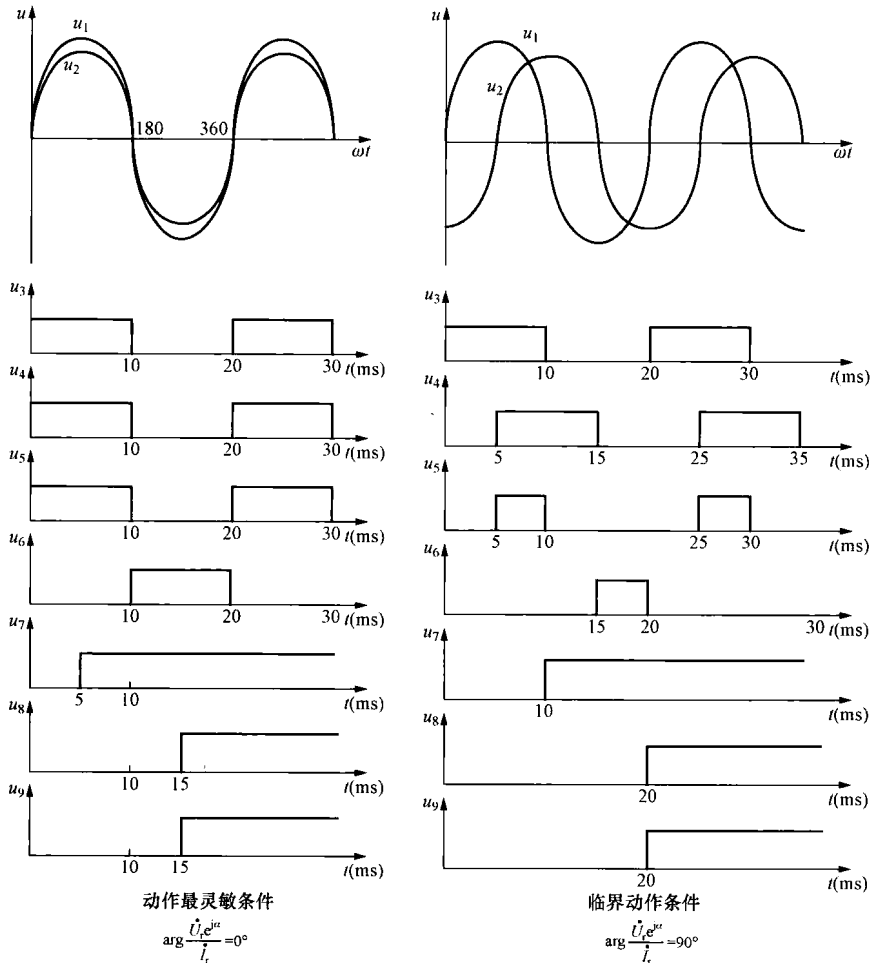 u
u₁
u₂
180
360
ωt
u₃
10
20
30
t(ms)
u₄
10
20
30
t(ms)
u₅
10
20
30
t(ms)
u₆
10
20
30
t(ms)
u₇
5
10
t(ms)
u₈
10
15
t(ms)
u₉
10
15
t(ms)
动作最灵敏条件
arg U̇ᵣe^{jα}/İᵣ =0°
u
u₁
u₂
ωt
u₃
10
20
30
t(ms)
u₄
5
15
25
35
t(ms)
u₅
5
10
25
30
t(ms)
u₆
15
20
30
t(ms)
u₇
10
t(ms)
u₈
20
t(ms)
u₉
20
t(ms)
临界动作条件
arg U̇ᵣe^{jα}/İᵣ =90°